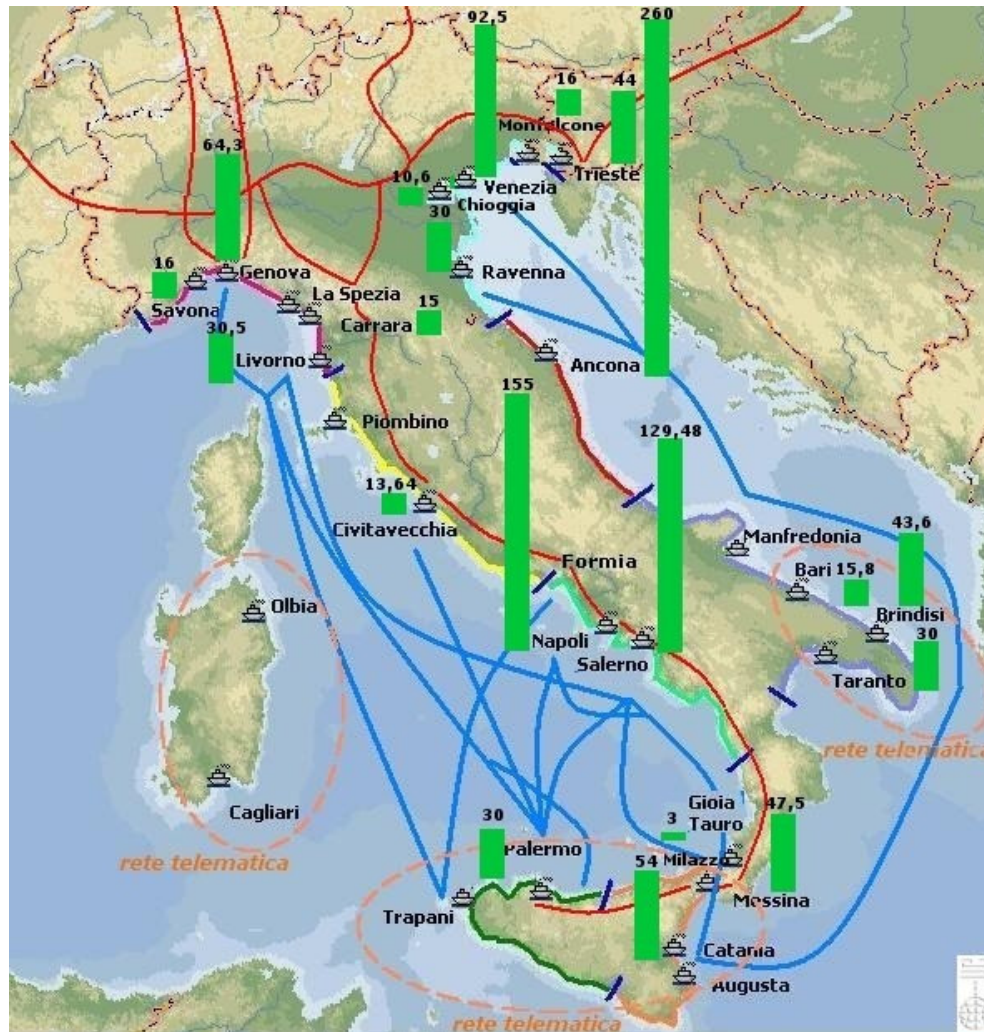 92,5
260
16
44
Monfalcone
64,3
Trieste
10,6
Venezia
Chioggia
30
Ravenna
Genova
16
La Spezia
Savona
15
Carrara
30,5
Livorno
Ancona
155
Piombino
129,48
13,64
Civitavecchia
Manfredonia
43,6
Formia
Bari
15,8
Olbia
Brindisi
Napoli
30
Salerno
Taranto
rete telematica
Gioia
Tauro
47,5
Cagliari
30
3
rete telematica
Palermo
Milazzo
54
Messina
Trapani
Catania
Augusta
rete telematica